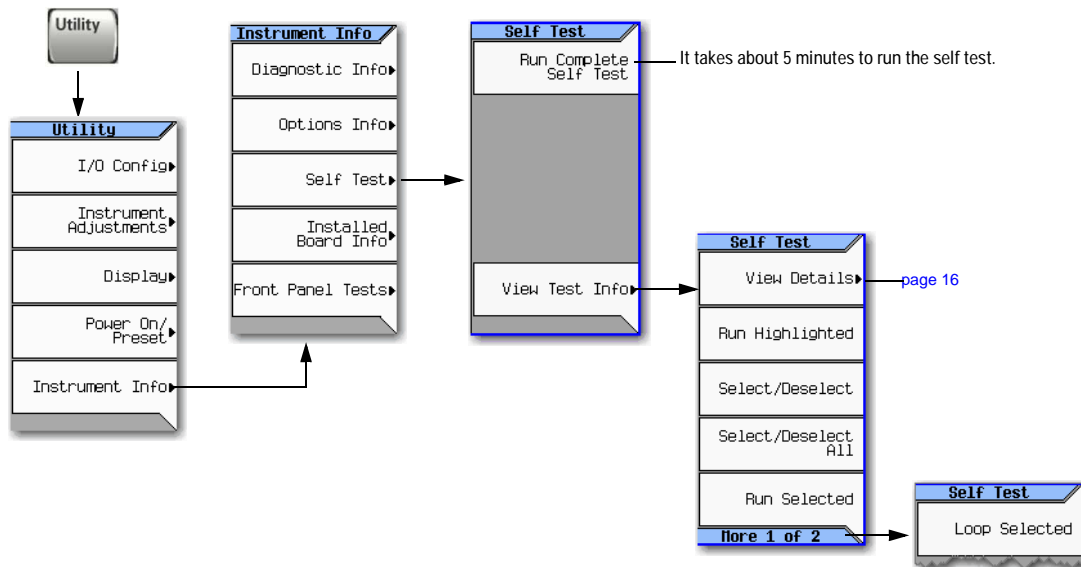 Utility
Utility
I/O Config
Instrument
Adjustments
Display
Power On/
Preset
Instrument Info
Instrument Info
Diagnostic Info
Options Info
Self Test
Installed
Board Info
Front Panel Tests
Self Test
Run Complete
Self Test
It takes about 5 minutes to run the self test.
View Test Info
Self Test
View Details
page 16
Run Highlighted
Select/Deselect
Select/Deselect
All
Run Selected
More 1 of 2
Self Test
Loop Selected